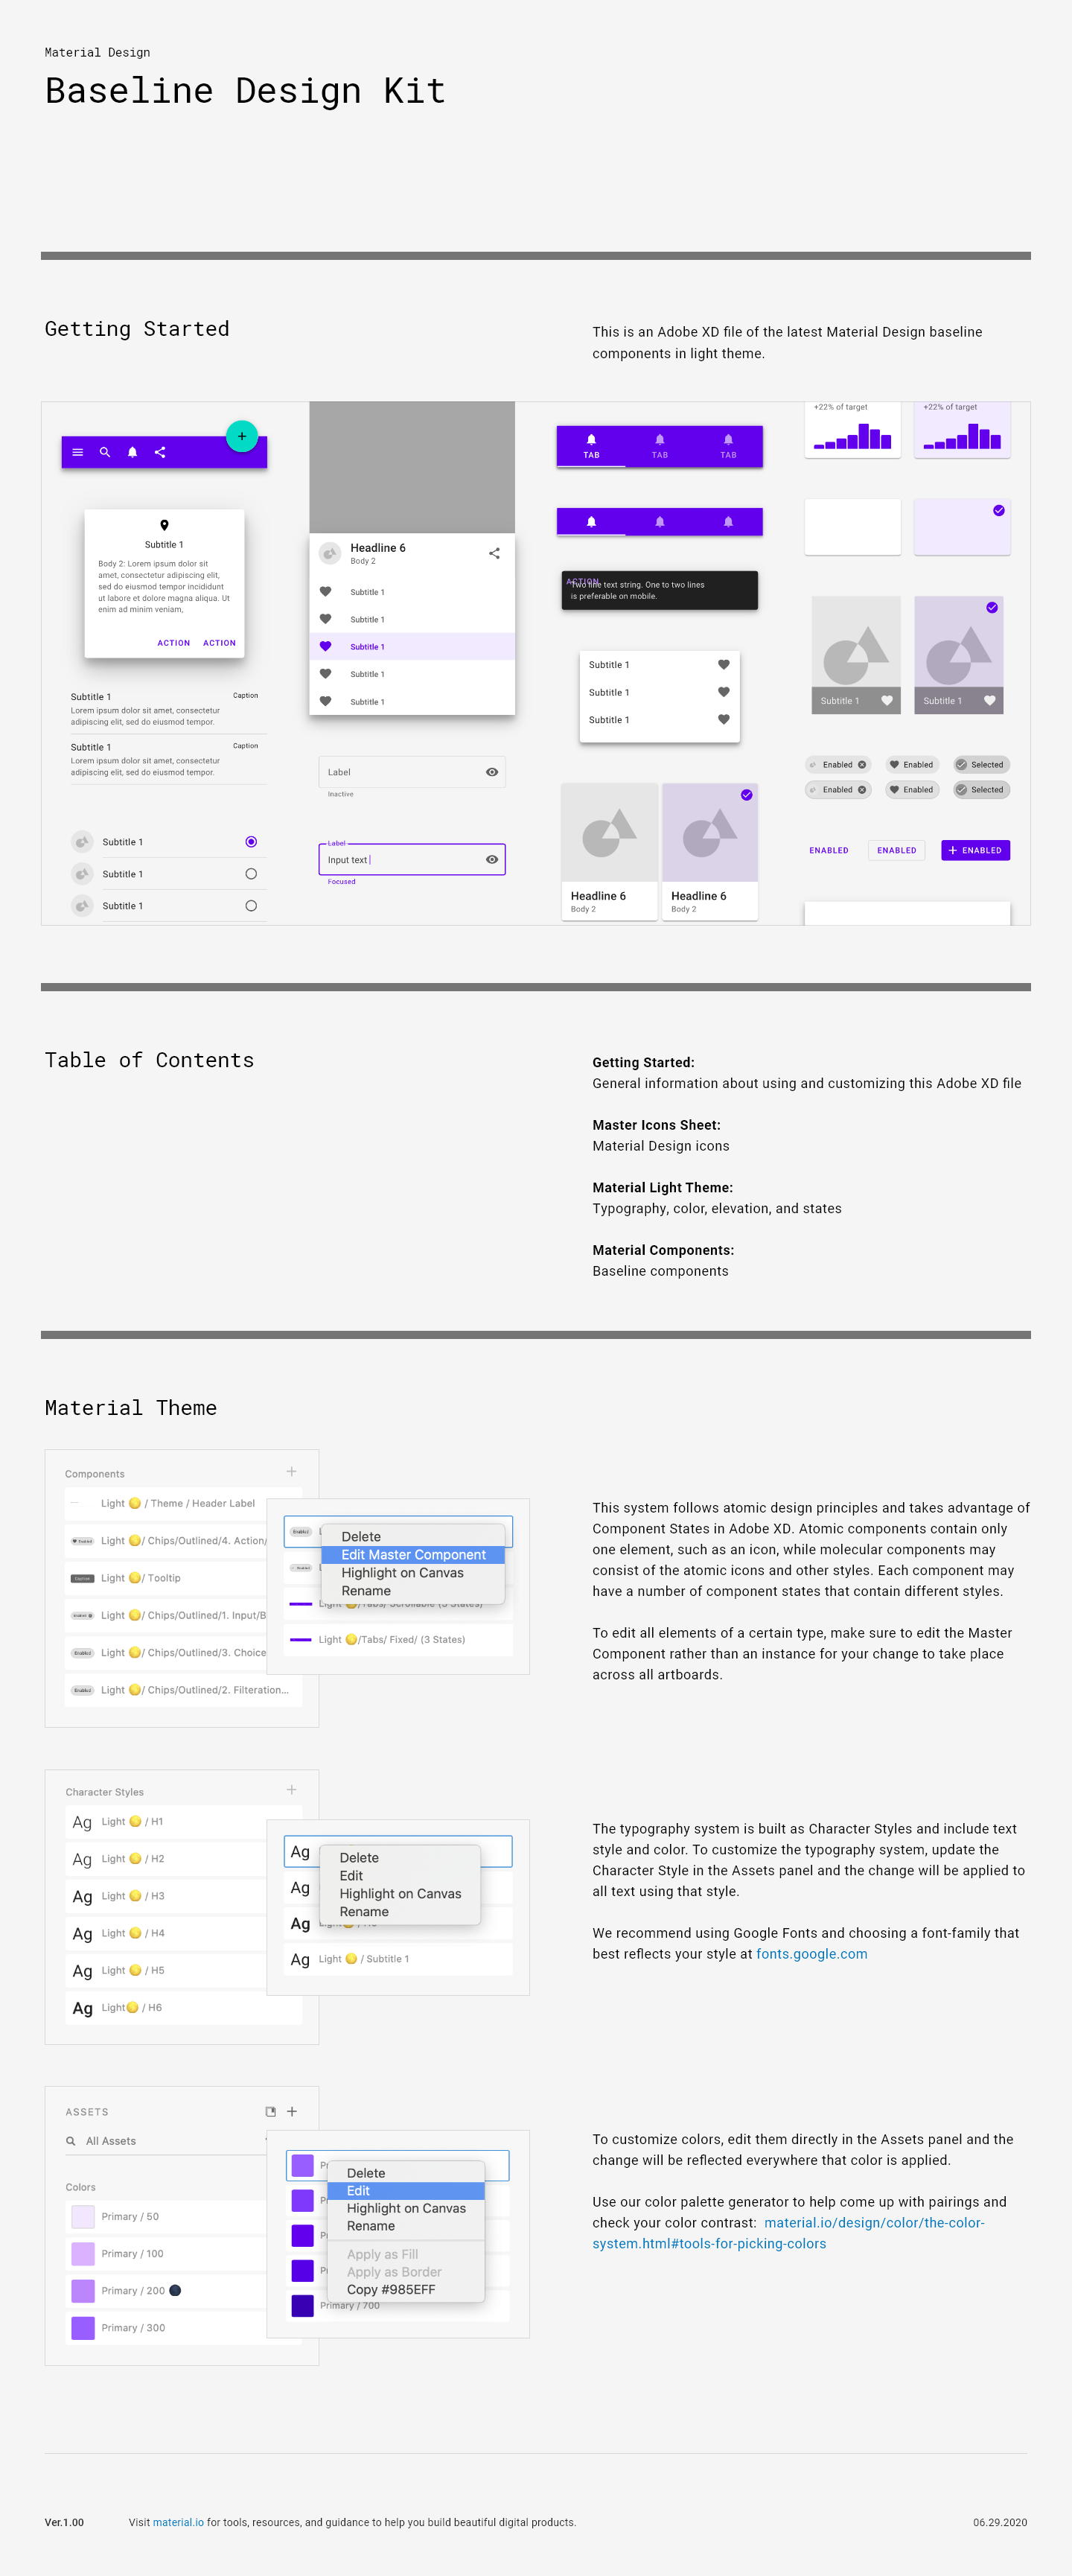 Material Design
Baseline Design Kit
Getting Started
This is an Adobe XD file of the latest Material Design baseline
components in light theme.
Subtitle 1
Body 2: Lorem ipsum dolor sit
amet, consectetur adipiscing elit,
sed do eiusmod tempor incididunt
ut labore et dolore magna aliqua. Ut
enim ad minim veniam,
ACTION ACTION
Subtitle 1 Caption
Lorem ipsum dolor sit amet, consectetur
adipiscing elit, sed do eiusmod tempor.
Subtitle 1 Caption
Lorem ipsum dolor sit amet, consectetur
adipiscing elit, sed do eiusmod tempor.
Subtitle 1
Subtitle 1
Subtitle 1
Headline 6
Body 2
Subtitle 1
Subtitle 1
Subtitle 1
Subtitle 1
Subtitle 1
Label
Inactive
Label
Input text
Focused
TAB TAB TAB
ACTION
Two line text string. One to two lines
is preferable on mobile.
Subtitle 1
Subtitle 1
Subtitle 1
Headline 6 Headline 6
Body 2 Body 2
+22% of target +22% of target
Subtitle 1 Subtitle 1
Enabled Enabled Selected
Enabled Enabled Selected
ENABLED ENABLED ENABLED
Table of Contents
Getting Started:
General information about using and customizing this Adobe XD file
Master Icons Sheet:
Material Design icons
Material Light Theme:
Typography, color, elevation, and states
Material Components:
Baseline components
Material Theme
Components
Light 🌕 / Theme / Header Label
Enabled Light 🌕/ Chips/Outlined/4. Action/
Light 🌕/ Tooltip
Enabled Light 🌕/ Chips/Outlined/1. Input/B
Enabled Light 🌕/ Chips/Outlined/3. Choice
Enabled Light 🌕/ Chips/Outlined/2. Filteration...
Enabled
Delete
Edit Master Component
Highlight on Canvas
Rename
Enabled
Light 🌕/Tabs/ Scrollable (3 States)
Light 🌕/Tabs/ Fixed/ (3 States)
This system follows atomic design principles and takes advantage of
Component States in Adobe XD. Atomic components contain only
one element, such as an icon, while molecular components may
consist of the atomic icons and other styles. Each component may
have a number of component states that contain different styles.
To edit all elements of a certain type, make sure to edit the Master
Component rather than an instance for your change to take place
across all artboards.
Character Styles
Ag Light 🌕 / H1
Ag Light 🌕 / H2
Ag Light 🌕 / H3
Ag Light 🌕 / H4
Ag Light 🌕 / H5
Ag Light🌕 / H6
Ag
Ag
Ag
Ag Light 🌕 / Subtitle 1
Delete
Edit
Highlight on Canvas
Rename
The typography system is built as Character Styles and include text
style and color. To customize the typography system, update the
Character Style in the Assets panel and the change will be applied to
all text using that style.
We recommend using Google Fonts and choosing a font-family that
best reflects your style at fonts.google.com
ASSETS
All Assets
Colors
Primary / 50
Primary / 100
Primary / 200 🌑
Primary / 300
Delete
Edit
Highlight on Canvas
Rename
Apply as Fill
Apply as Border
Copy #985EFF
Primary / 700
To customize colors, edit them directly in the Assets panel and the
change will be reflected everywhere that color is applied.
Use our color palette generator to help come up with pairings and
check your color contrast: material.io/design/color/the-color-
system.html#tools-for-picking-colors
Ver.1.00 Visit material.io for tools, resources, and guidance to help you build beautiful digital products. 06.29.2020